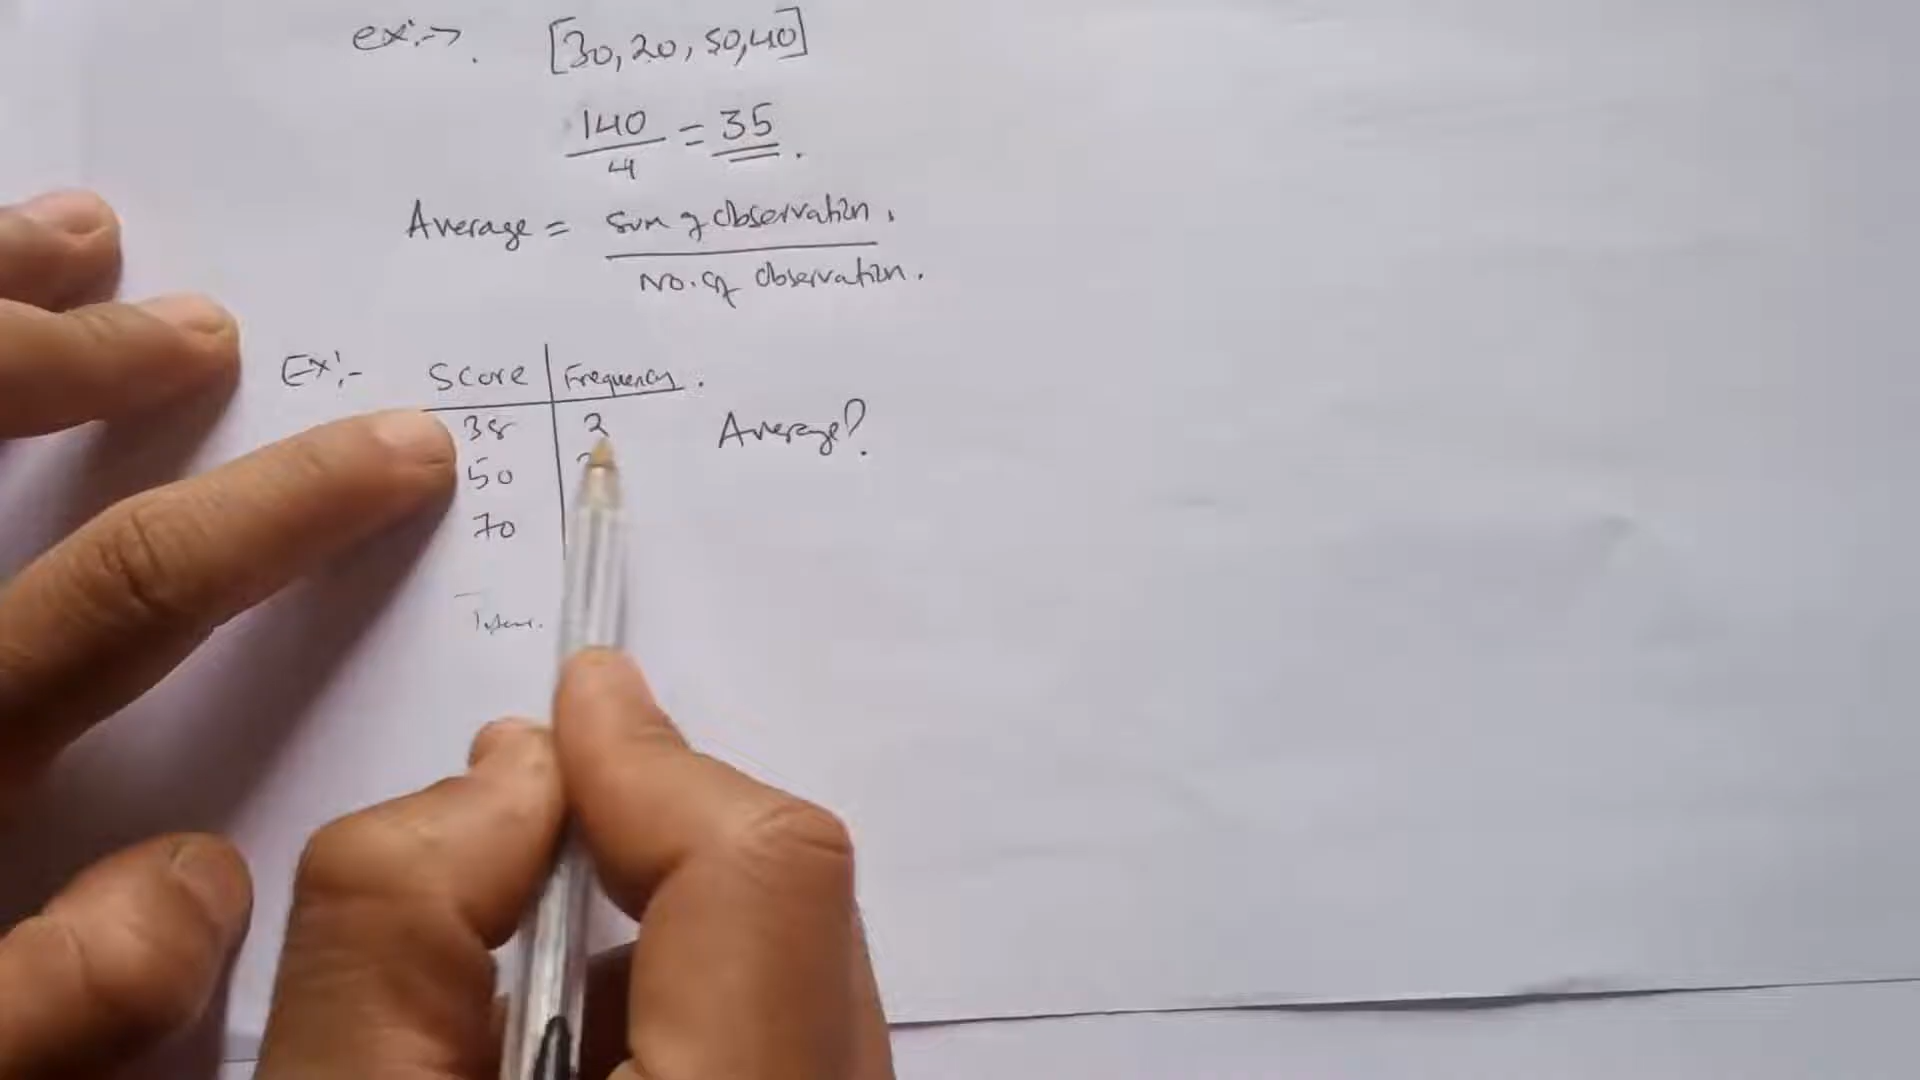 ex:-> . [30, 20, 50, 40]
140
4
= 35 .
Average = sum of observation .
No. of observation .
Ex:- Score Frequency .
38 2 Average ?
50
70